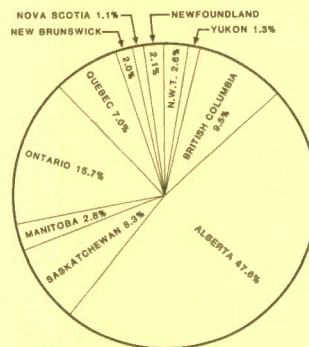 NOVA SCOTIA 1.1%
NEWFOUNDLAND
NEW BRUNSWICK
YUKON 1.3%
2.0%
2.1%
N.W.T. 2.6%
QUEBEC 7.0%
BRITISH COLUMBIA
9.5%
ONTARIO 15.7%
MANITOBA 2.8%
SASKATCHEWAN 8.3%
ALBERTA 47.6%